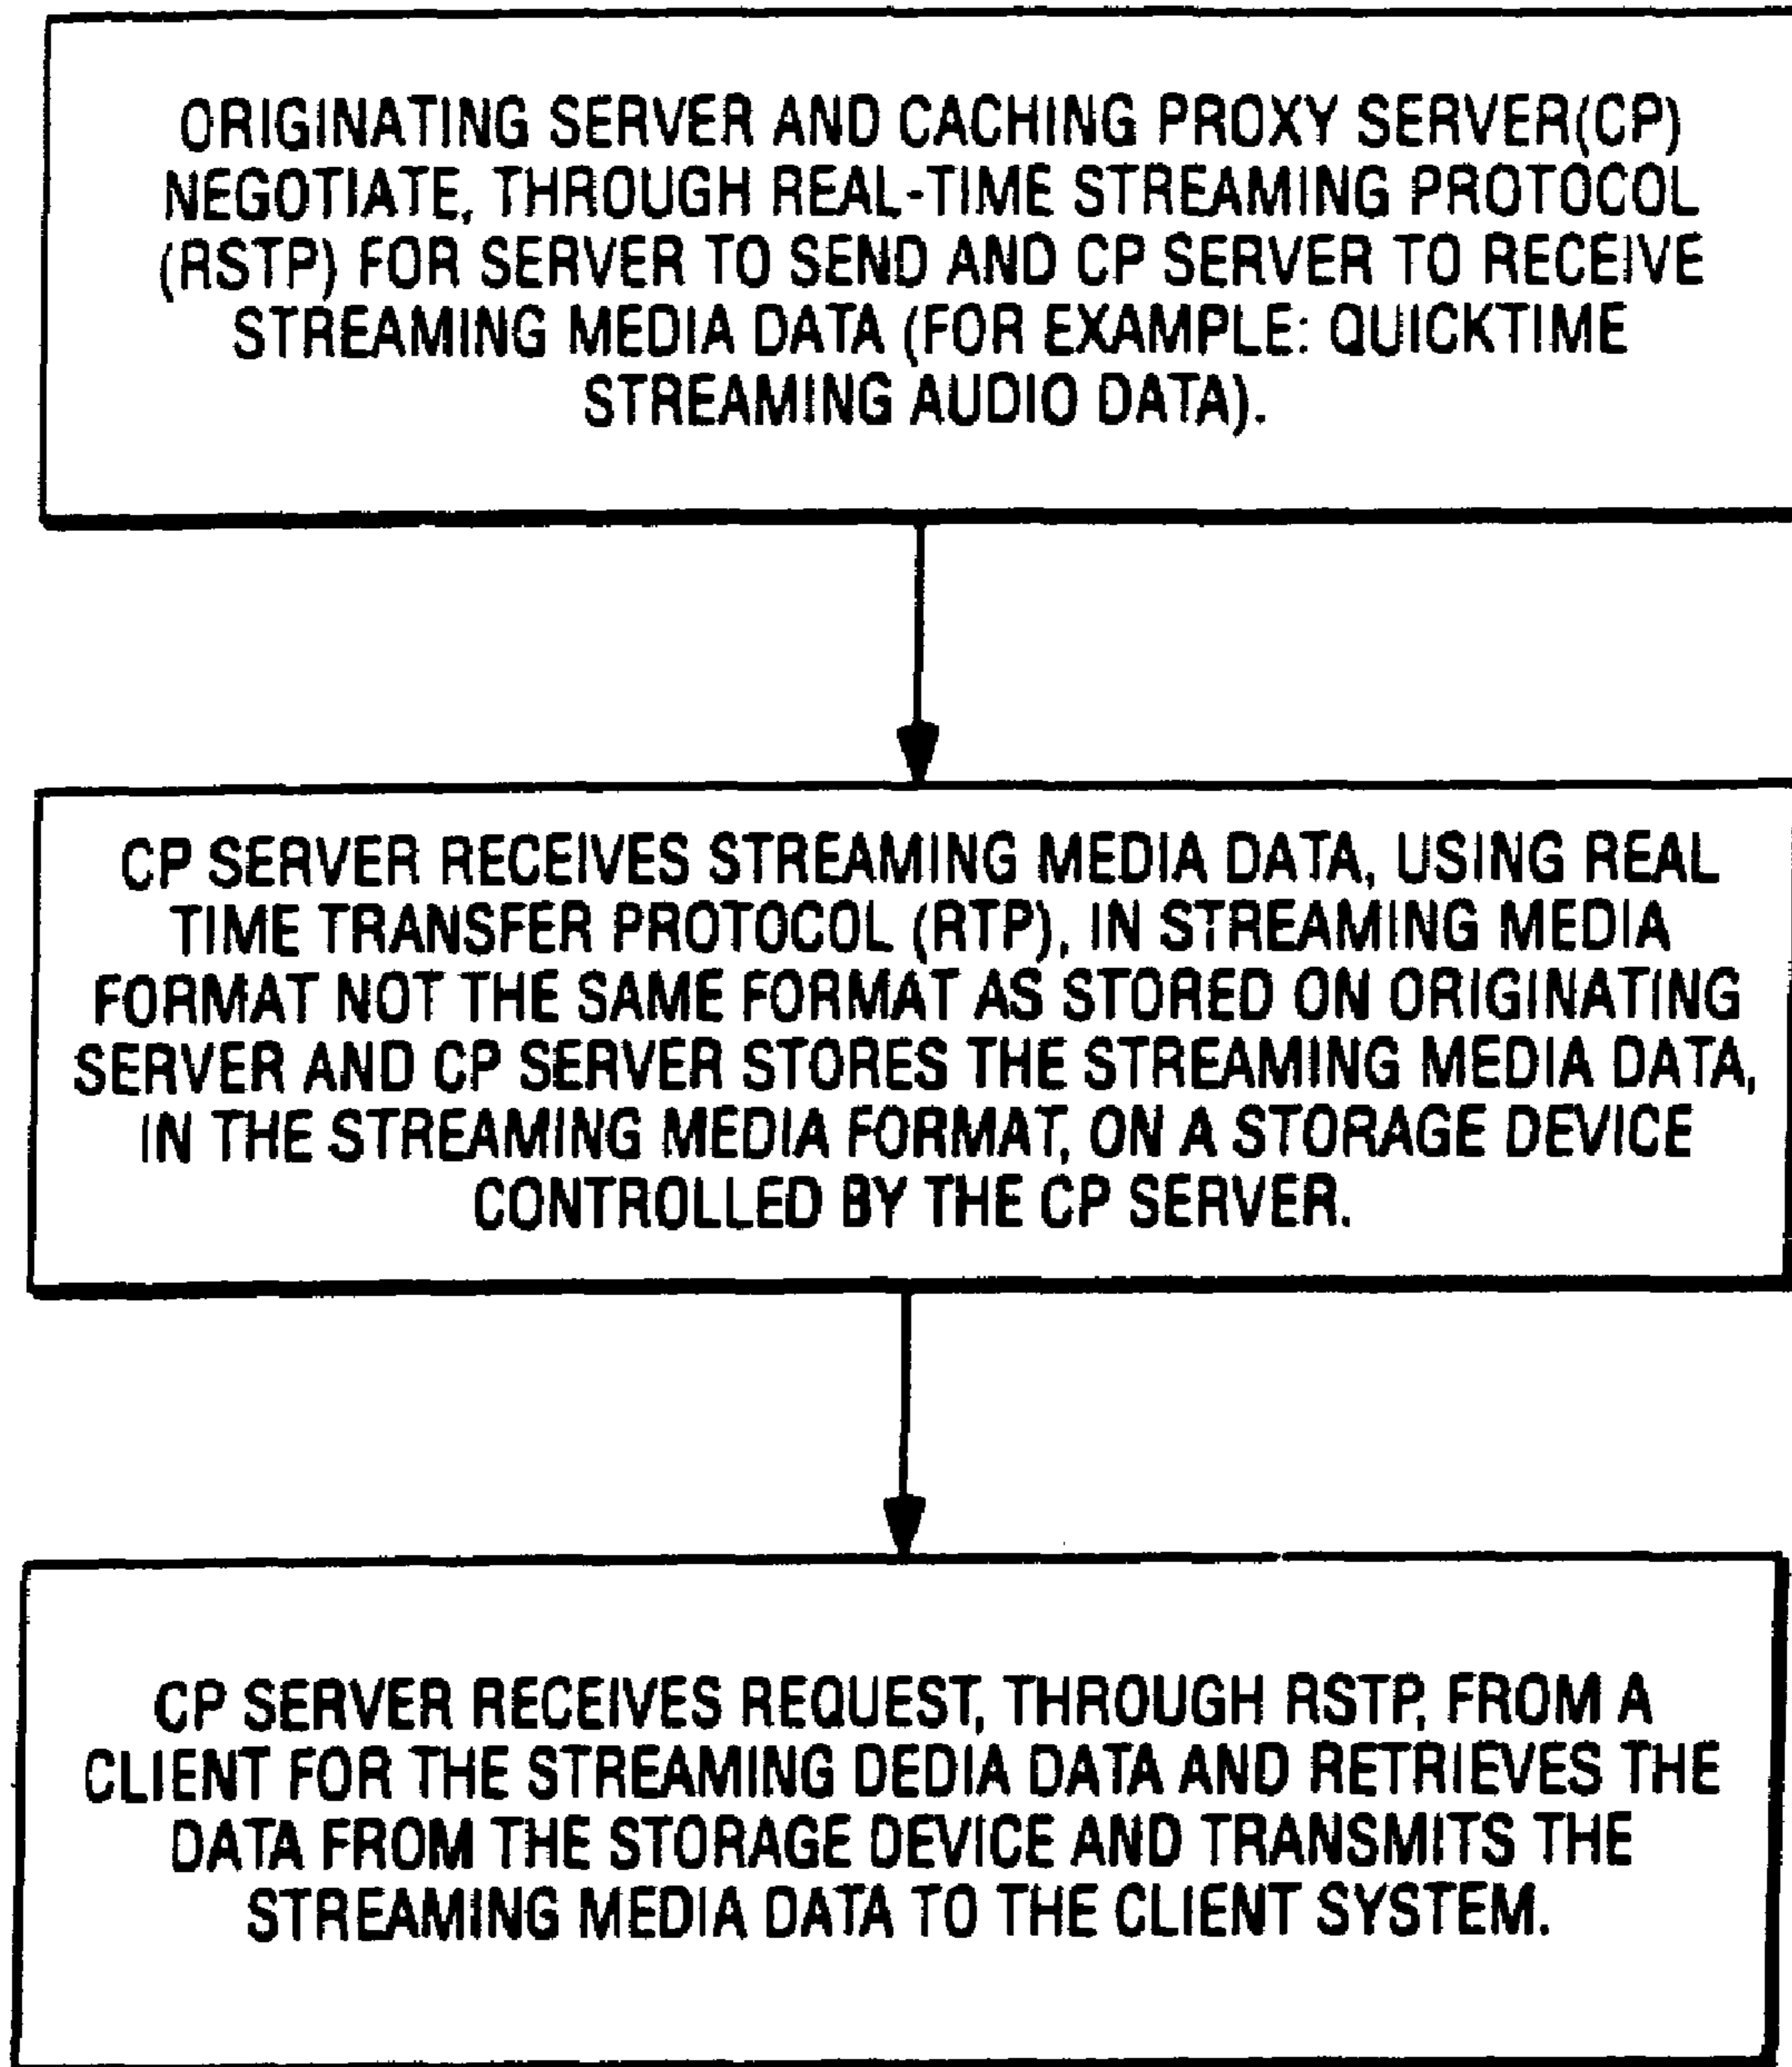 ORIGINATING SERVER AND CACHING PROXY SERVER(CP)
NEGOTIATE, THROUGH REAL-TIME STREAMING PROTOCOL
(RSTP) FOR SERVER TO SEND AND CP SERVER TO RECEIVE
STREAMING MEDIA DATA (FOR EXAMPLE: QUICKTIME
STREAMING AUDIO DATA).
CP SERVER RECEIVES STREAMING MEDIA DATA, USING REAL
TIME TRANSFER PROTOCOL (RTP), IN STREAMING MEDIA
FORMAT NOT THE SAME FORMAT AS STORED ON ORIGINATING
SERVER AND CP SERVER STORES THE STREAMING MEDIA DATA,
IN THE STREAMING MEDIA FORMAT, ON A STORAGE DEVICE
CONTROLLED BY THE CP SERVER.
CP SERVER RECEIVES REQUEST, THROUGH RSTP, FROM A
CLIENT FOR THE STREAMING DEDIA DATA AND RETRIEVES THE
DATA FROM THE STORAGE DEVICE AND TRANSMITS THE
STREAMING MEDIA DATA TO THE CLIENT SYSTEM.